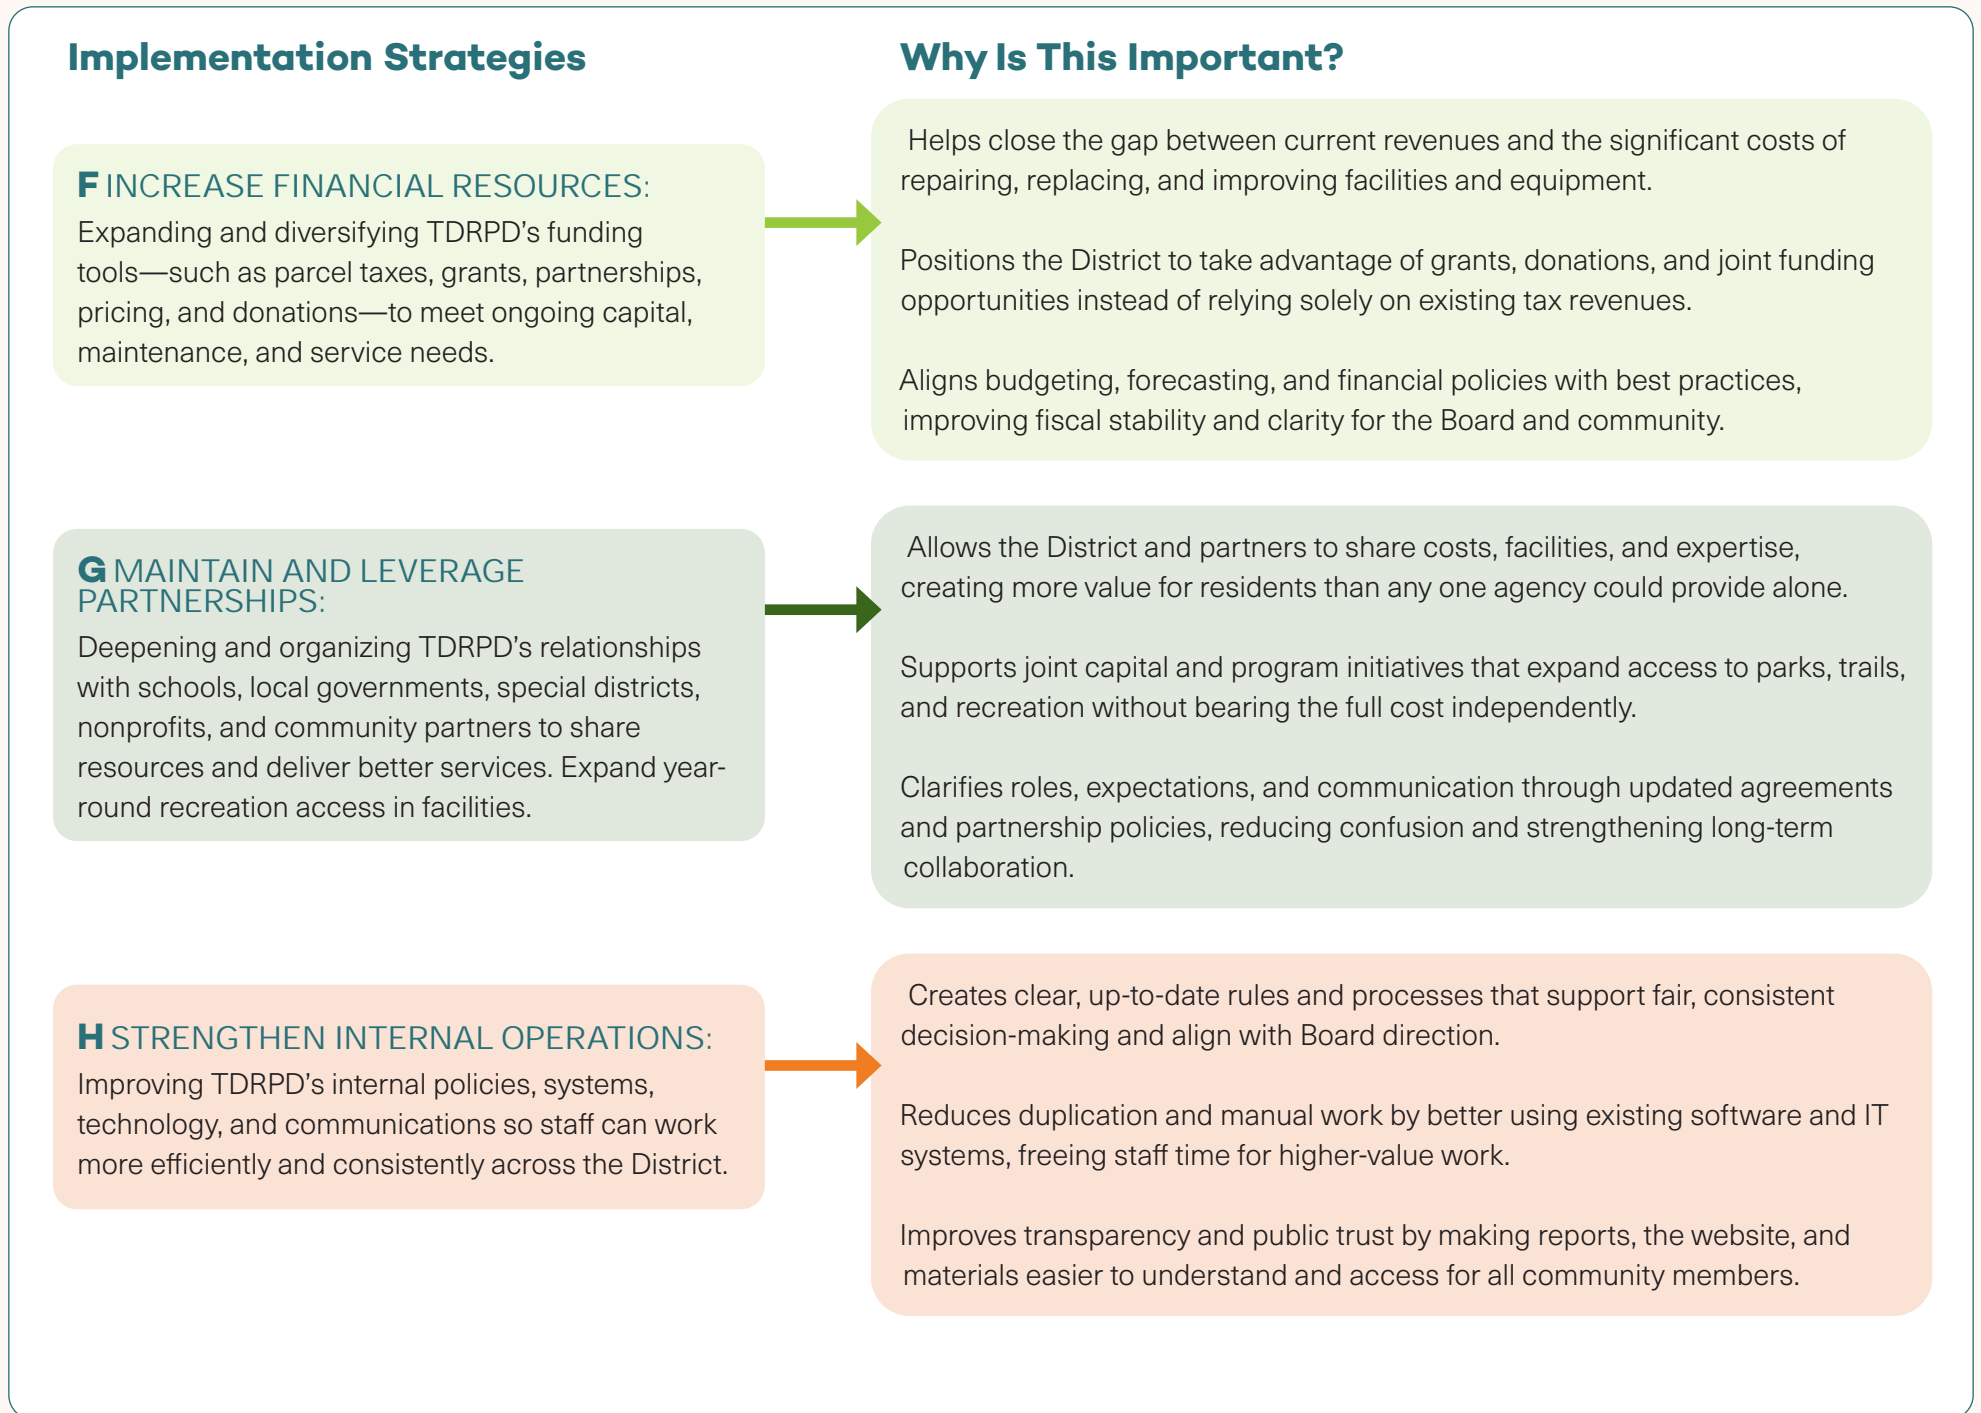 Implementation Strategies
Why Is This Important?
F INCREASE FINANCIAL RESOURCES:
Expanding and diversifying TDRPD’s funding
tools—such as parcel taxes, grants, partnerships,
pricing, and donations—to meet ongoing capital,
maintenance, and service needs.
Helps close the gap between current revenues and the significant costs of
repairing, replacing, and improving facilities and equipment.
Positions the District to take advantage of grants, donations, and joint funding
opportunities instead of relying solely on existing tax revenues.
Aligns budgeting, forecasting, and financial policies with best practices,
improving fiscal stability and clarity for the Board and community.
G MAINTAIN AND LEVERAGE
PARTNERSHIPS:
Deepening and organizing TDRPD’s relationships
with schools, local governments, special districts,
nonprofits, and community partners to share
resources and deliver better services. Expand year-
round recreation access in facilities.
Allows the District and partners to share costs, facilities, and expertise,
creating more value for residents than any one agency could provide alone.
Supports joint capital and program initiatives that expand access to parks, trails,
and recreation without bearing the full cost independently.
Clarifies roles, expectations, and communication through updated agreements
and partnership policies, reducing confusion and strengthening long-term
collaboration.
H STRENGTHEN INTERNAL OPERATIONS:
Improving TDRPD’s internal policies, systems,
technology, and communications so staff can work
more efficiently and consistently across the District.
Creates clear, up-to-date rules and processes that support fair, consistent
decision-making and align with Board direction.
Reduces duplication and manual work by better using existing software and IT
systems, freeing staff time for higher-value work.
Improves transparency and public trust by making reports, the website, and
materials easier to understand and access for all community members.